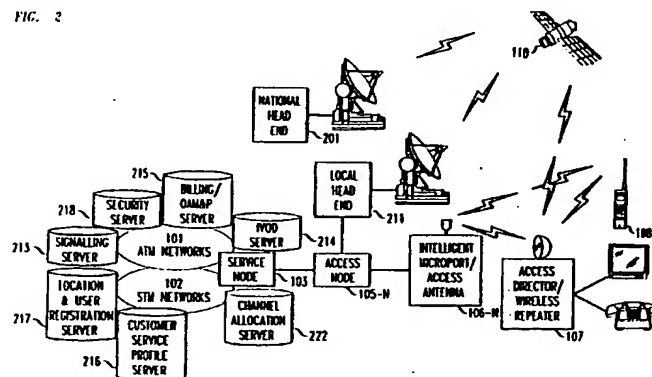 FIG. 2
110
NATIONAL
HEAD
END
201
215
BILLING/
OAM&P
SERVER
LOCAL
HEAD
END
211
218
SECURITY
SERVER
213
SIGNALLING
SERVER
101
ATM NETWORKS
IVOD
SERVER
214
108
102
STM NETWORKS
SERVICE
NODE
103
ACCESS
NODE
105-N
INTELLIGENT
MICROPORT/
ACCESS
ANTENNA
106-N
ACCESS
DIRECTOR/
WIRELESS
REPEATER
107
LOCATION
& USER
REGISTRATION
SERVER
217
CUSTOMER
SERVICE
PROFILE
SERVER
216
CHANNEL
ALLOCATION
SERVER
222